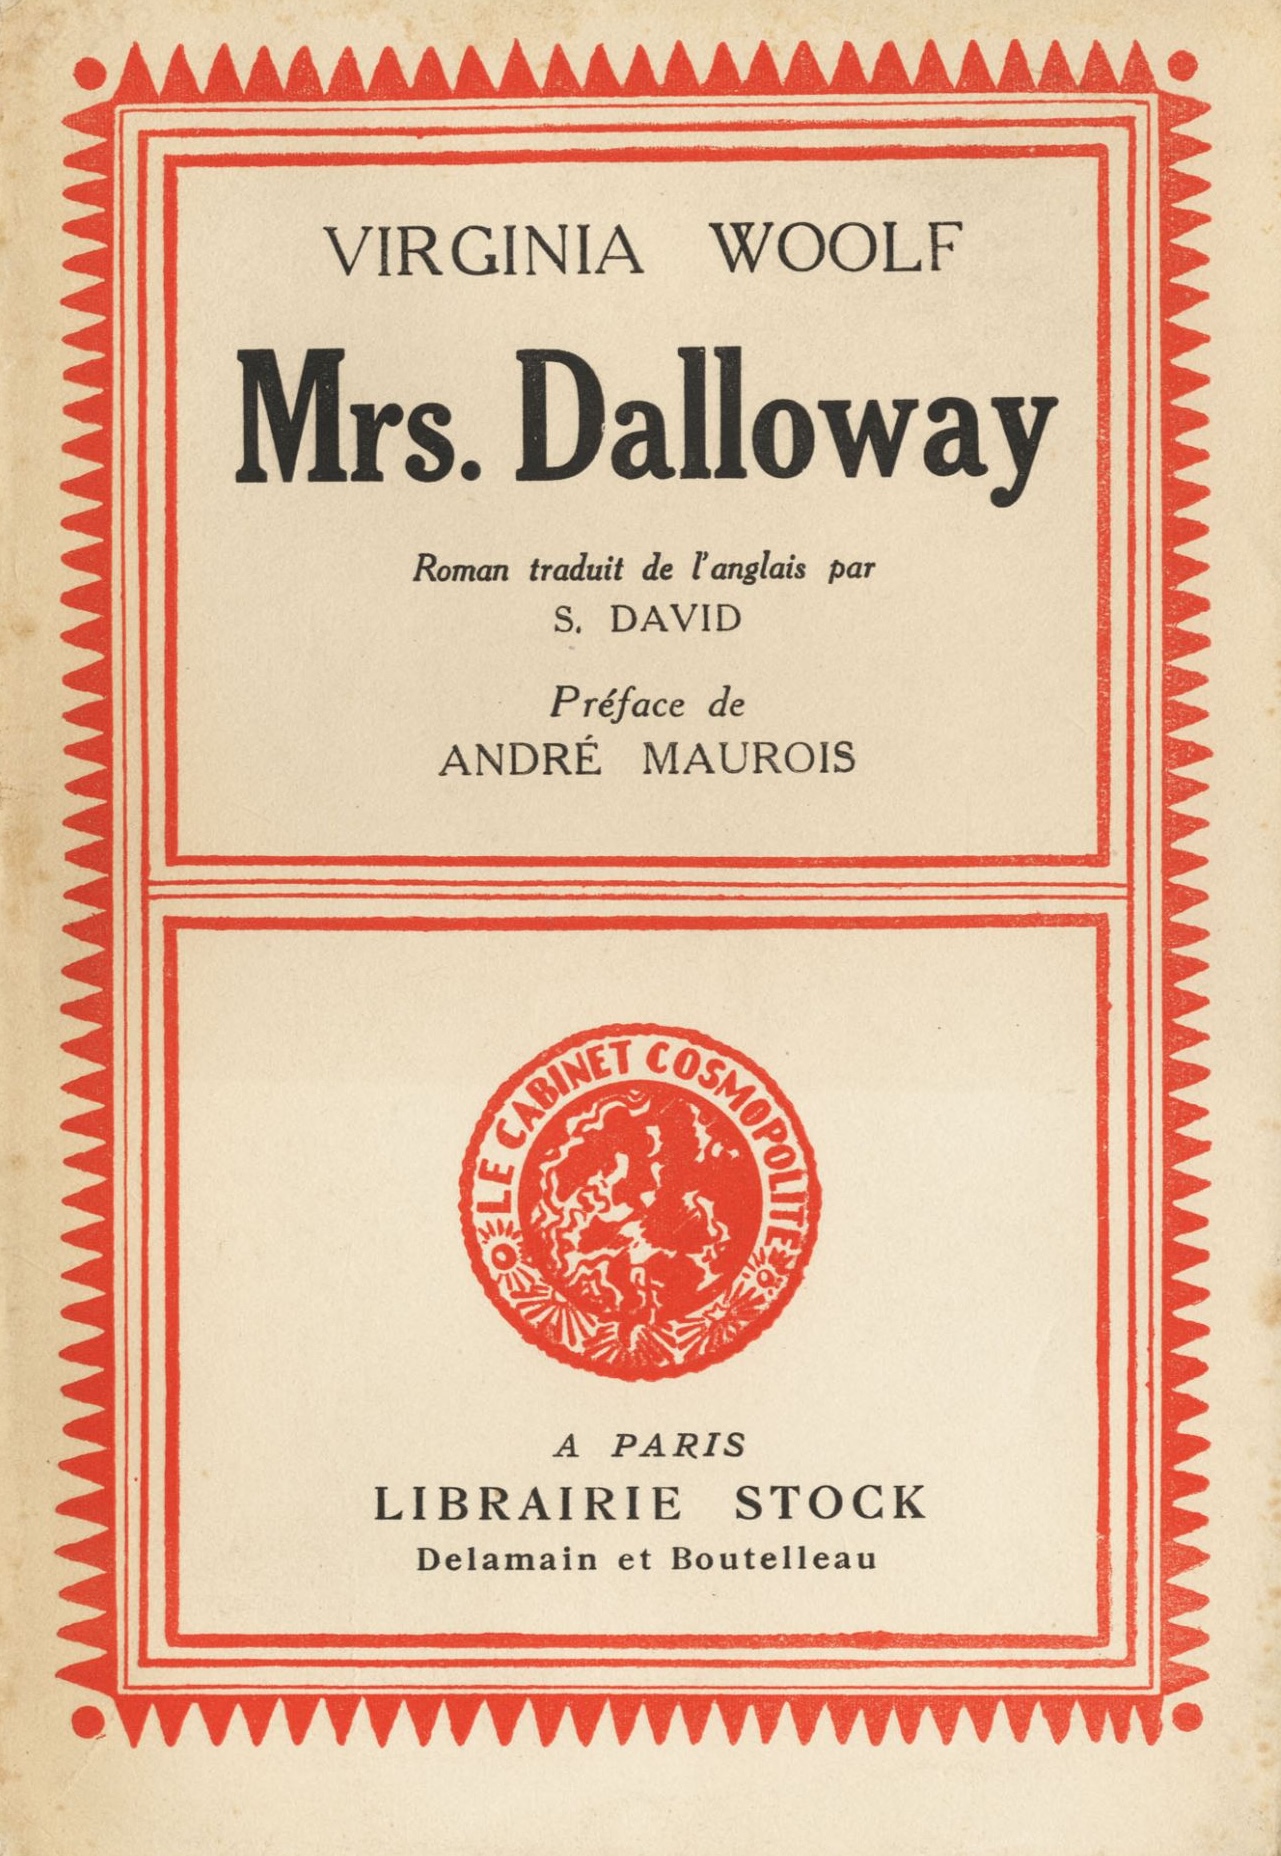 VIRGINIA WOOLF
Mrs. Dalloway
Roman traduit de l'anglais par
S. DAVID
Préface de
ANDRÉ MAUROIS
LE CABINET COSMOPOLITE
A PARIS
LIBRAIRIE STOCK
Delamain et Boutelleau